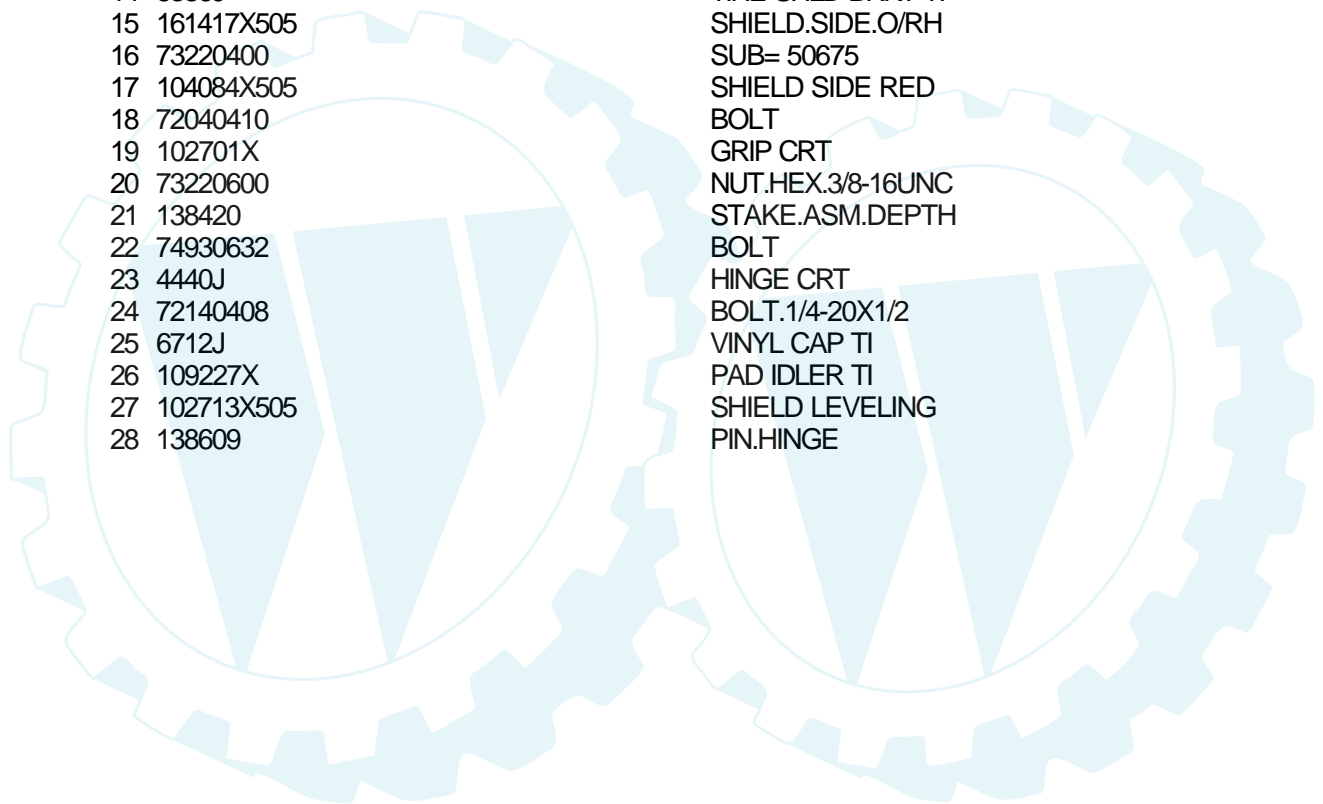 15 161417X505 SHIELD.SIDE.O/RH
16 73220400 SUB= 50675
17 104084X505 SHIELD SIDE RED
18 72040410 BOLT
19 102701X GRIP CRT
20 73220600 NUT.HEX.3/8-16UNC
21 138420 STAKE.ASM.DEPTH
22 74930632 BOLT
23 4440J HINGE CRT
24 72140408 BOLT.1/4-20X1/2
25 6712J VINYL CAP TI
26 109227X PAD IDLER TI
27 102713X505 SHIELD LEVELING
28 138609 PIN.HINGE